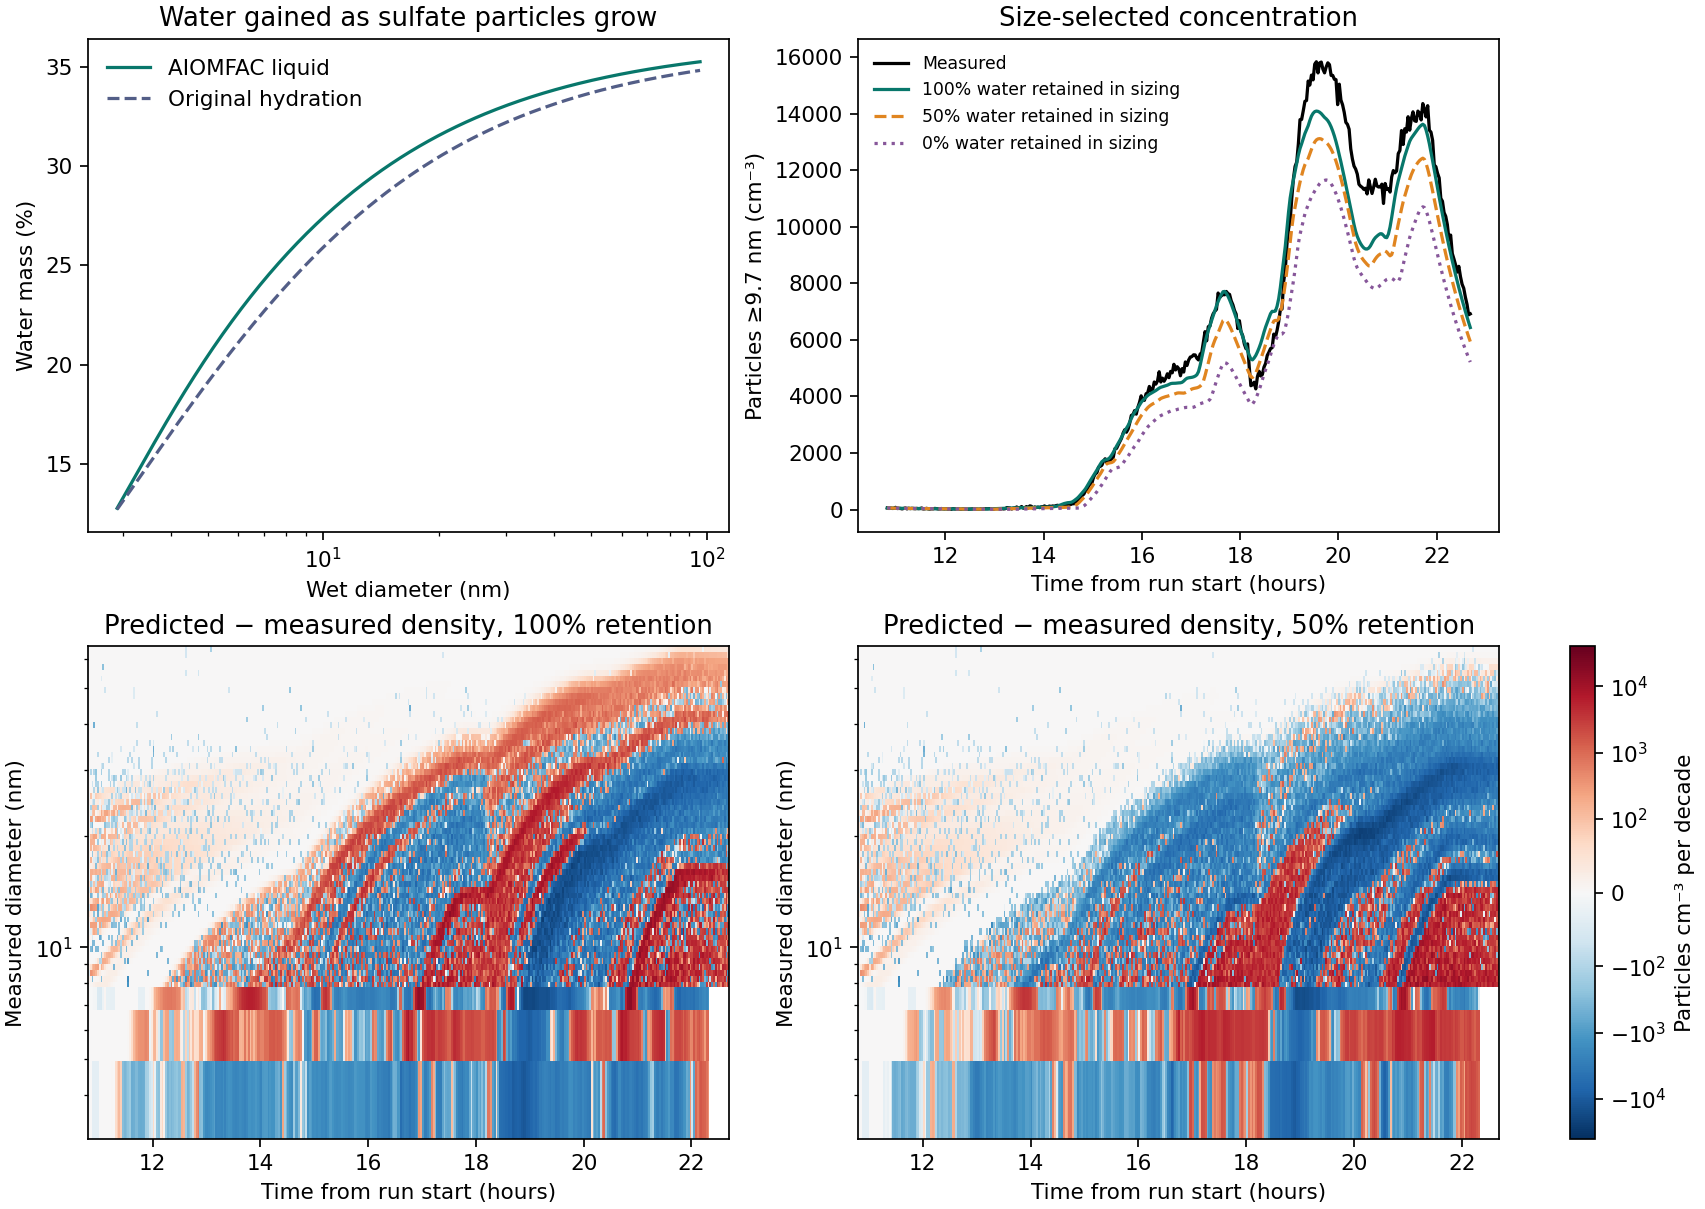 Water gained as sulfate particles grow
AIOMFAC liquid
Original hydration
35
30
25
20
15
Water mass (%)
10¹
10²
Wet diameter (nm)
Size-selected concentration
Measured
100% water retained in sizing
50% water retained in sizing
0% water retained in sizing
16000
14000
12000
10000
8000
6000
4000
2000
0
Particles ≥9.7 nm (cm⁻³)
12 14 16 18 20 22
Time from run start (hours)
Predicted − measured density, 100% retention
10¹
Measured diameter (nm)
12 14 16 18 20 22
Time from run start (hours)
Predicted − measured density, 50% retention
10¹
Measured diameter (nm)
12 14 16 18 20 22
Time from run start (hours)
10⁴
10³
10²
0
−10²
−10³
−10⁴
Particles cm⁻³ per decade